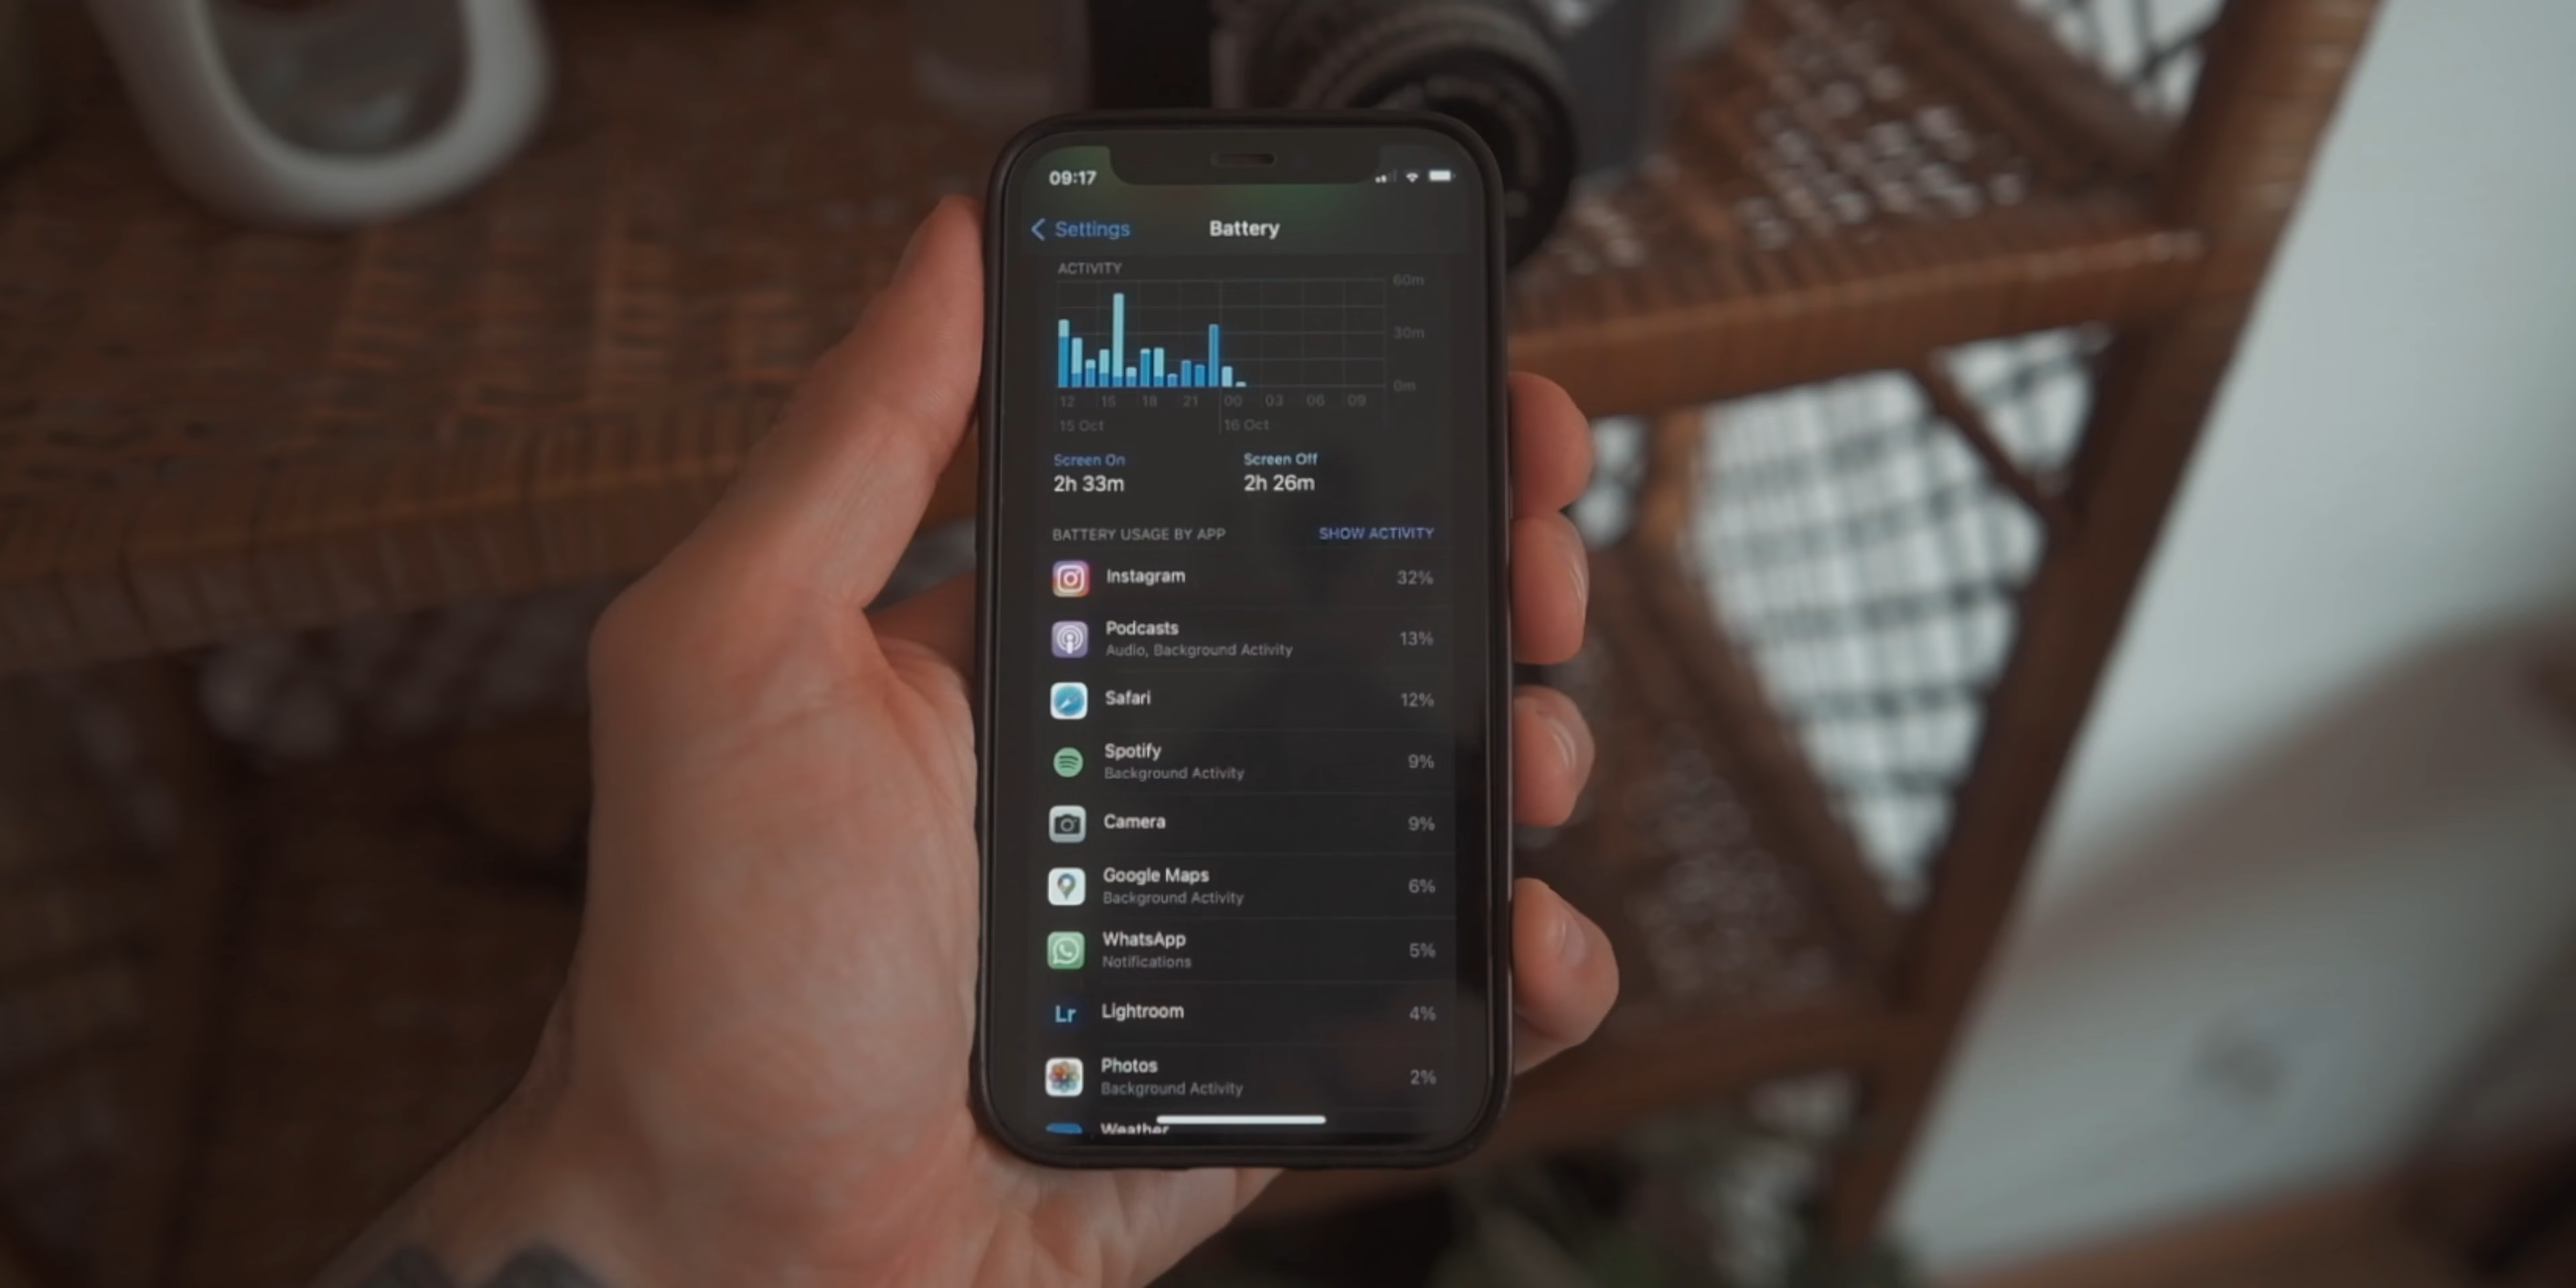 09:17
Settings
Battery
ACTIVITY
60m
30m
0m
12 15 18 21 00 03 06 09
15 Oct 16 Oct
Screen On Screen Off
2h 33m 2h 26m
BATTERY USAGE BY APP SHOW ACTIVITY
Instagram 32%
Podcasts 13%
Audio, Background Activity
Safari 12%
Spotify 9%
Background Activity
Camera 9%
Google Maps 6%
Background Activity
WhatsApp 5%
Notifications
Lr Lightroom 4%
Photos 2%
Background Activity
Weather